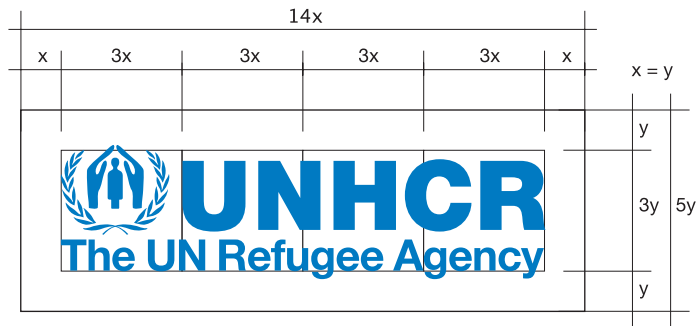 14x
x 3x 3x 3x 3x x
x = y
y
UNHCR
3y 5y
The UN Refugee Agency
y